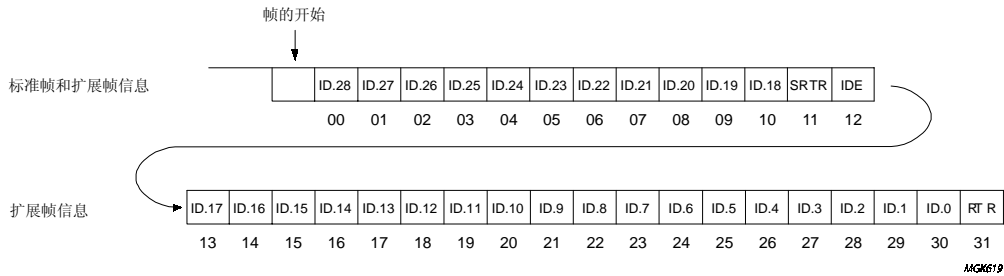 帧的开始
标准帧和扩展帧信息
ID.28 ID.27 ID.26 ID.25 ID.24 ID.23 ID.22 ID.21 ID.20 ID.19 ID.18 SRTR IDE
00 01 02 03 04 05 06 07 08 09 10 11 12
扩展帧信息
ID.17 ID.16 ID.15 ID.14 ID.13 ID.12 ID.11 ID.10 ID.9 ID.8 ID.7 ID.6 ID.5 ID.4 ID.3 ID.2 ID.1 ID.0 RTR
13 14 15 16 17 18 19 20 21 22 23 24 25 26 27 28 29 30 31
MGK619